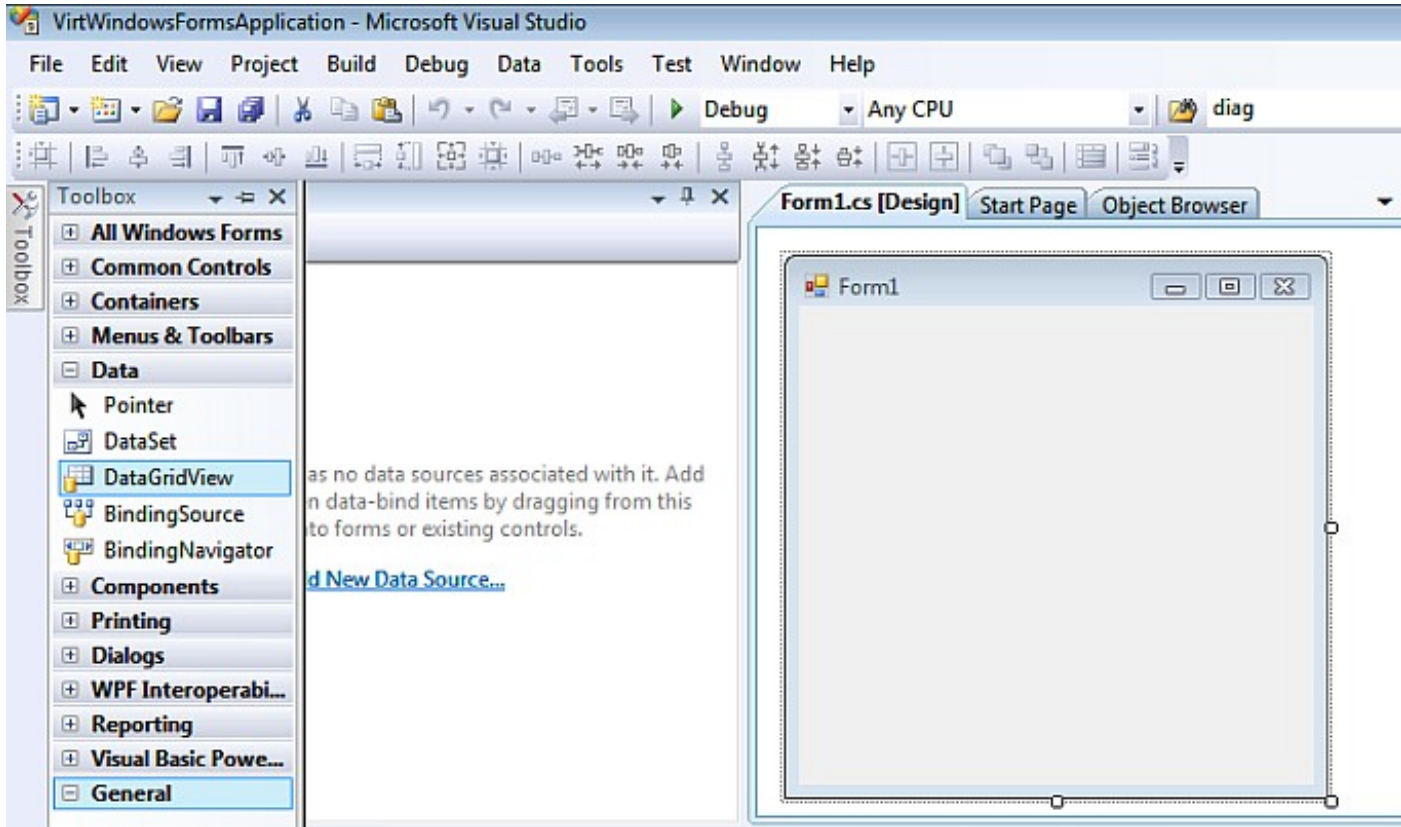 VirtWindowsFormsApplication - Microsoft Visual Studio
File Edit View Project Build Debug Data Tools Test Window Help
Debug Any CPU diag
Toolbox
Toolbox
All Windows Forms
Common Controls
Containers
Menus & Toolbars
Data
Pointer
DataSet
DataGridView
BindingSource
BindingNavigator
Components
Printing
Dialogs
WPF Interoperabi...
Reporting
Visual Basic Powe...
General
as no data sources associated with it. Add
n data-bind items by dragging from this
to forms or existing controls.
d New Data Source...
Form1.cs [Design] Start Page Object Browser
Form1